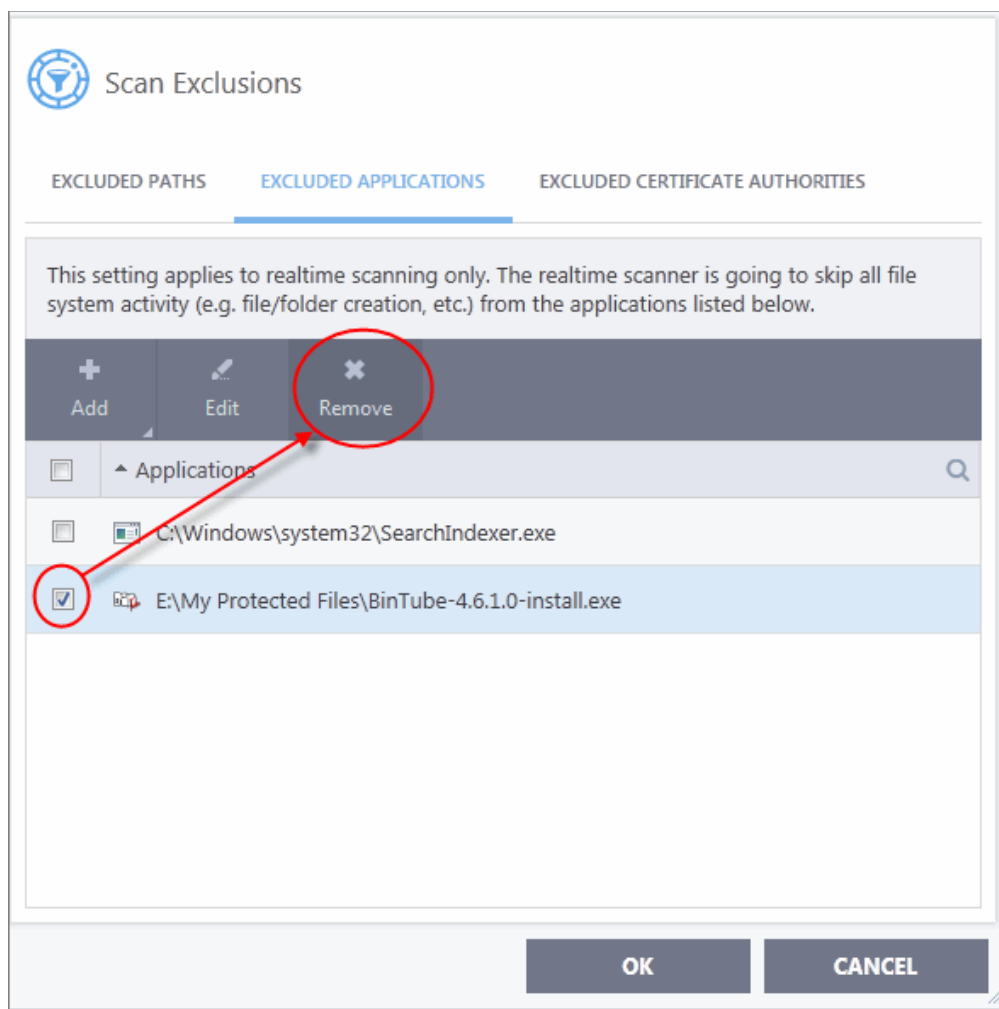 Scan Exclusions
EXCLUDED PATHS EXCLUDED APPLICATIONS EXCLUDED CERTIFICATE AUTHORITIES
This setting applies to realtime scanning only. The realtime scanner is going to skip all file
system activity (e.g. file/folder creation, etc.) from the applications listed below.
Add Edit Remove
Applications
C:\Windows\system32\SearchIndexer.exe
E:\My Protected Files\BinTube-4.6.1.0-install.exe
OK CANCEL